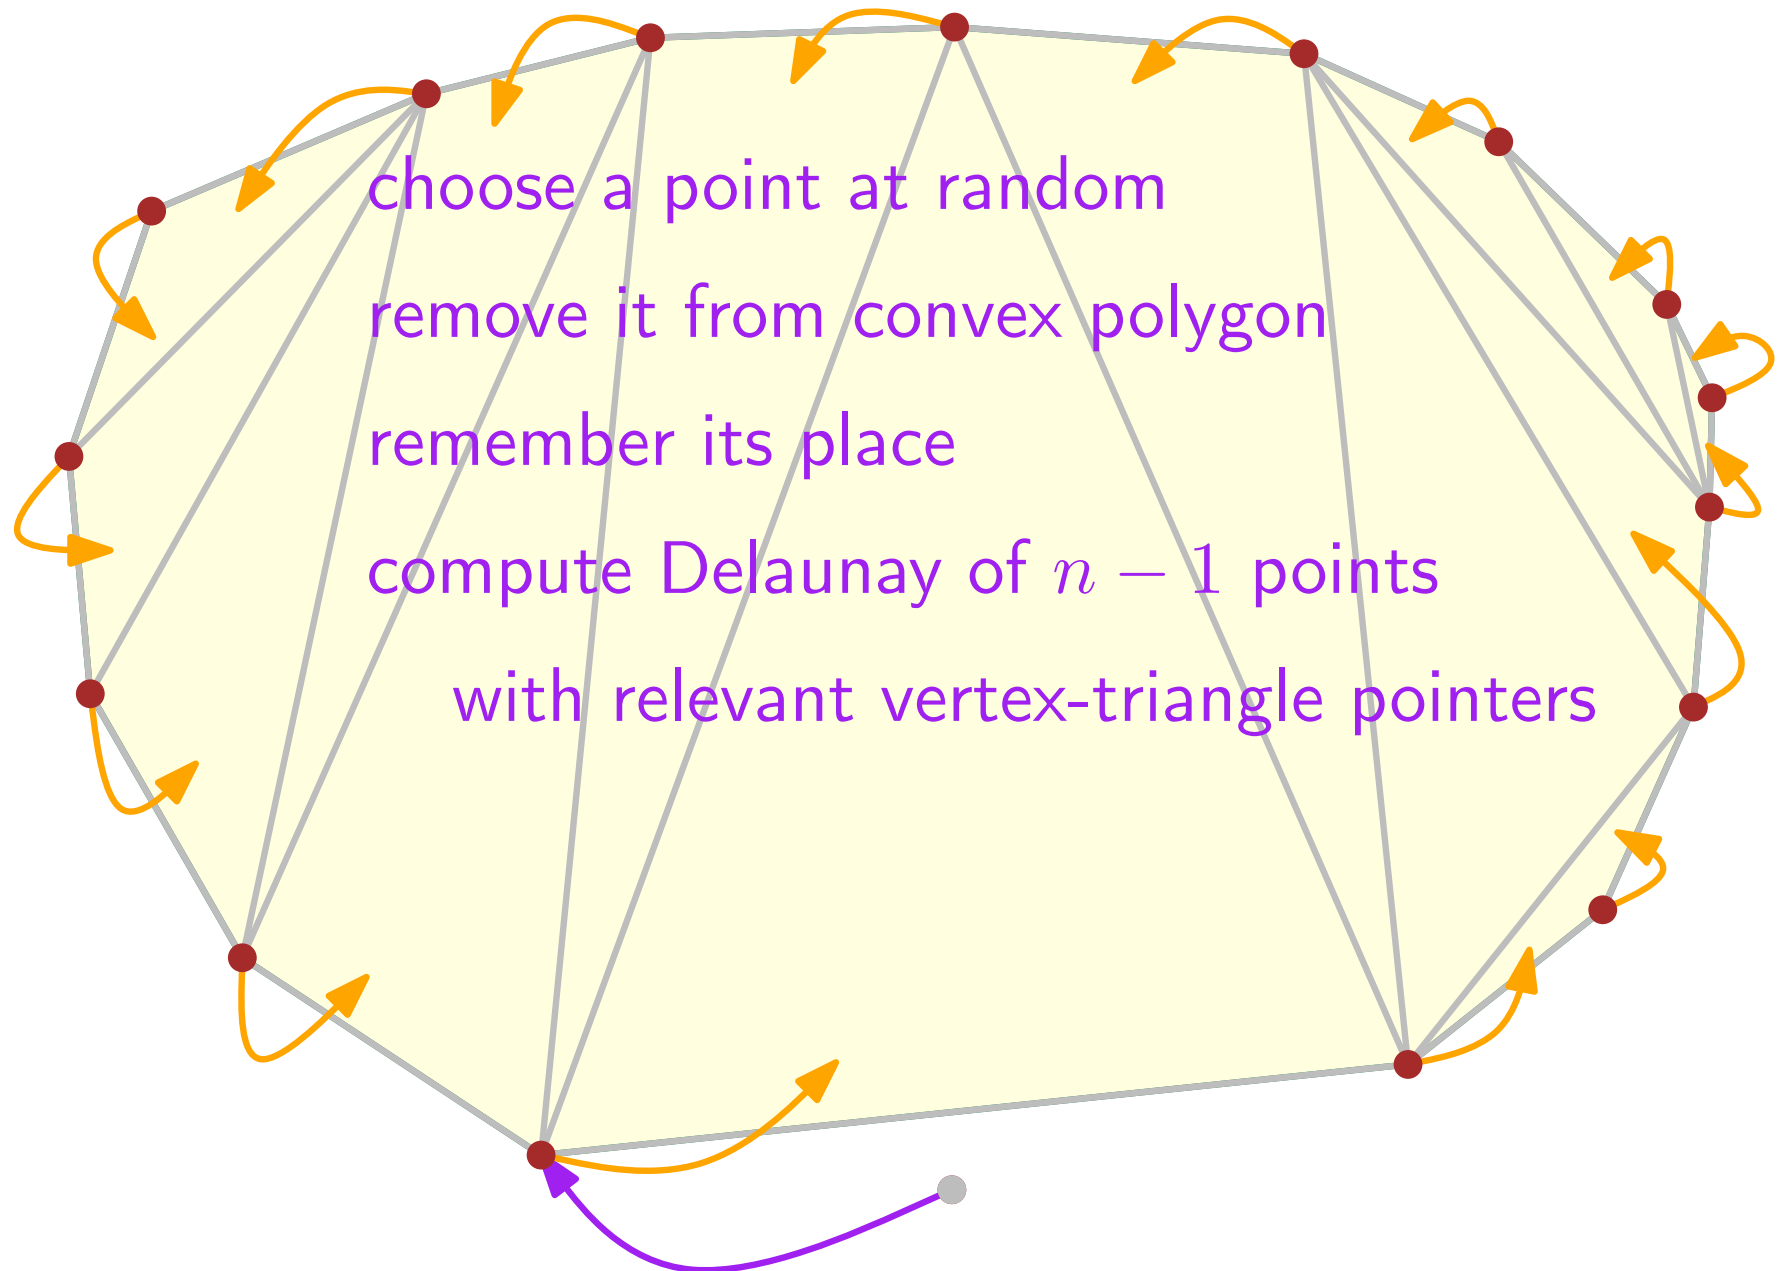 choose a point at random
remove it from convex polygon
remember its place
compute Delaunay of n − 1 points
with relevant vertex-triangle pointers